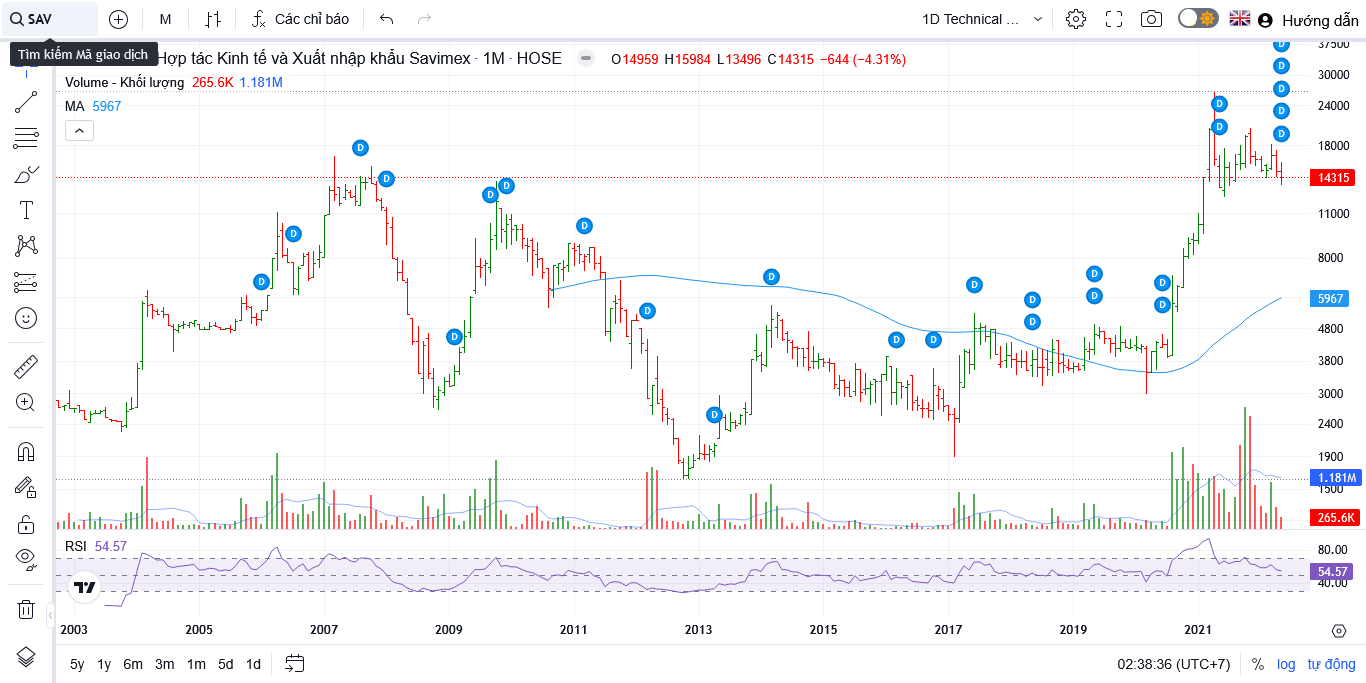 SAV M Các chỉ báo 1D Technical ... Hướng dẫn
Tìm kiếm Mã giao dịch Hợp tác Kinh tế và Xuất nhập khẩu Savimex · 1M · HOSE O14959 H15984 L13496 C14315 −644 (−4.31%)
Volume - Khối lượng 265.6K 1.181M
MA 5967
D D D D D D D D D D D D D D D D D D D D D D D D D D
37500
30000
24000
18000
14315
11000
8000
5967
4800
3800
3000
2400
1900
1.181M
1500
265.6K
RSI 54.57
80.00
54.57
40.00
2003 2005 2007 2009 2011 2013 2015 2017 2019 2021
5y 1y 6m 3m 1m 5d 1d 02:38:36 (UTC+7) % log tự động